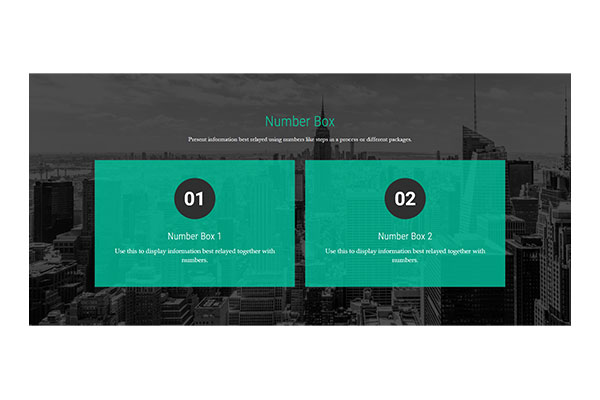 Number Box
Present information best relayed using numbers like steps in a process or different packages.
01
Number Box 1
Use this to display information best relayed together with
numbers.
02
Number Box 2
Use this to display information best relayed together with
numbers.